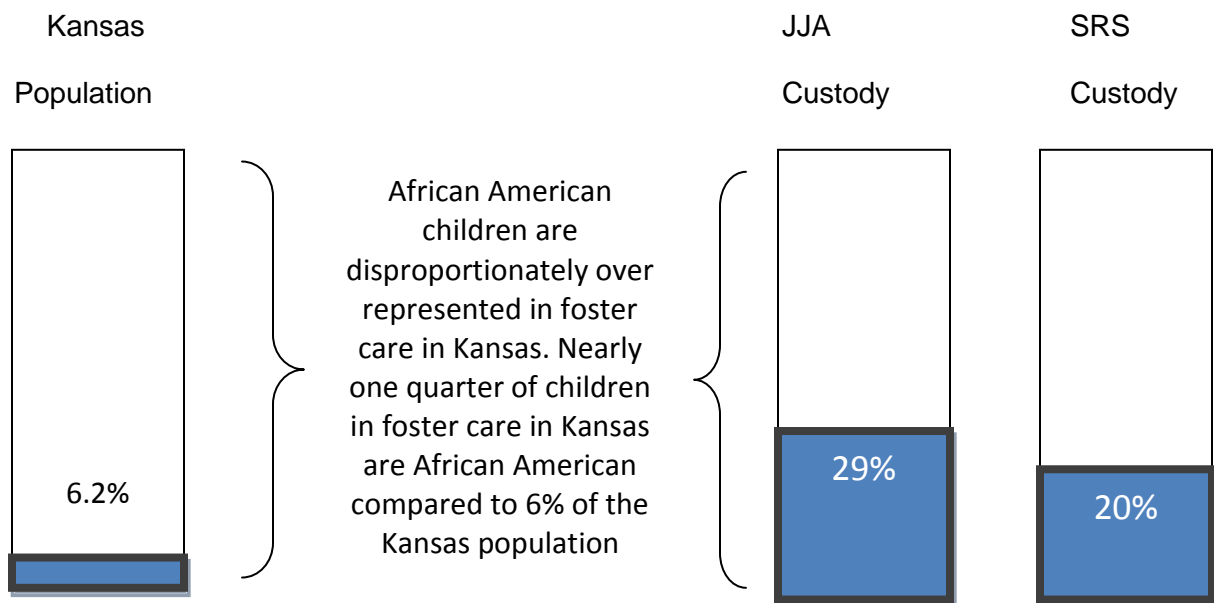 Kansas
Population
JJA
Custody
SRS
Custody
African American
children are
disproportionately over
represented in foster
care in Kansas. Nearly
one quarter of children
in foster care in Kansas
are African American
compared to 6% of the
Kansas population
6.2%
29%
20%